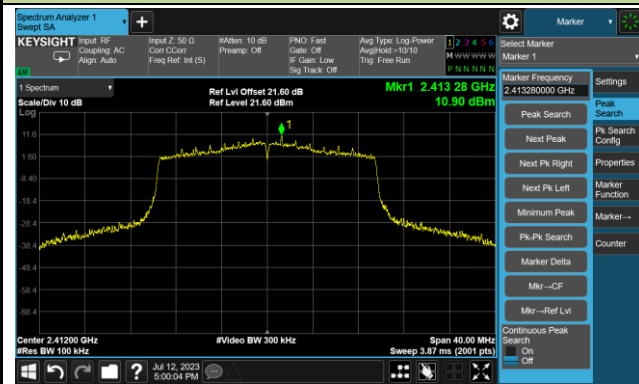 Spectrum Analyzer 1
Swept SA
Marker
KEYSIGHT
Input: RF
Coupling: AC
Align: Auto
Input Z: 50 Ω
Corr CCorr
Freq Ref: Int (S)
#Atten: 10 dB
Preamp: Off
PNO: Fast
Gate: Off
IF Gain: Low
Sig Track: Off
Avg Type: Log-Power
Avg|Hold:>10/10
Trig: Free Run
1 2 3 4 5 6
M W W W W W
P N N N N N
LXI
Select Marker
Marker 1
1 Spectrum
Scale/Div 10 dB
Log
Ref Lvl Offset 21.60 dB
Ref Level 21.60 dBm
Mkr1 2.413 28 GHz
10.90 dBm
1
11.6
1.60
-8.40
-18.4
-28.4
-38.4
-48.4
-58.4
-68.4
Center 2.41200 GHz
#Res BW 100 kHz
#Video BW 300 kHz
Span 40.00 MHz
Sweep 3.87 ms (2001 pts)
Marker Frequency
2.413280000 GHz
Peak Search
Next Peak
Next Pk Right
Next Pk Left
Minimum Peak
Pk-Pk Search
Marker Delta
Mkr→CF
Mkr→Ref Lvl
Continuous Peak
Search
On
Off
Settings
Peak
Search
Pk Search
Config
Properties
Marker
Function
Marker→
Counter
?
Jul 12, 2023
5:00:04 PM